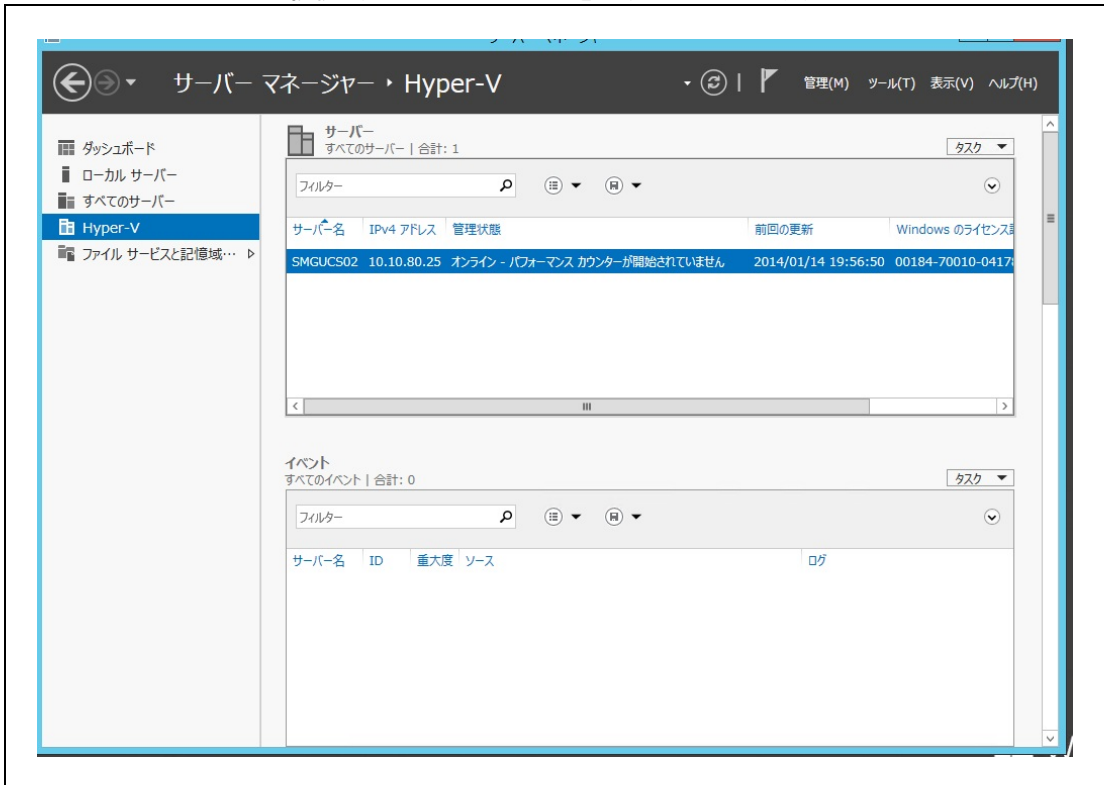 サーバー マネージャー ・ Hyper-V
管理(M) ツール(T) 表示(V) ヘルプ(H)
ダッシュボード
ローカル サーバー
すべてのサーバー
Hyper-V
ファイル サービスと記憶域…
サーバー
すべてのサーバー | 合計: 1
タスク
フィルター
サーバー名 IPv4 アドレス 管理状態 前回の更新 Windows のライセンス
SMGUCS02 10.10.80.25 オンライン - パフォーマンス カウンターが開始されていません 2014/01/14 19:56:50 00184-70010-0417
イベント
すべてのイベント | 合計: 0
タスク
フィルター
サーバー名 ID 重大度 ソース ログ